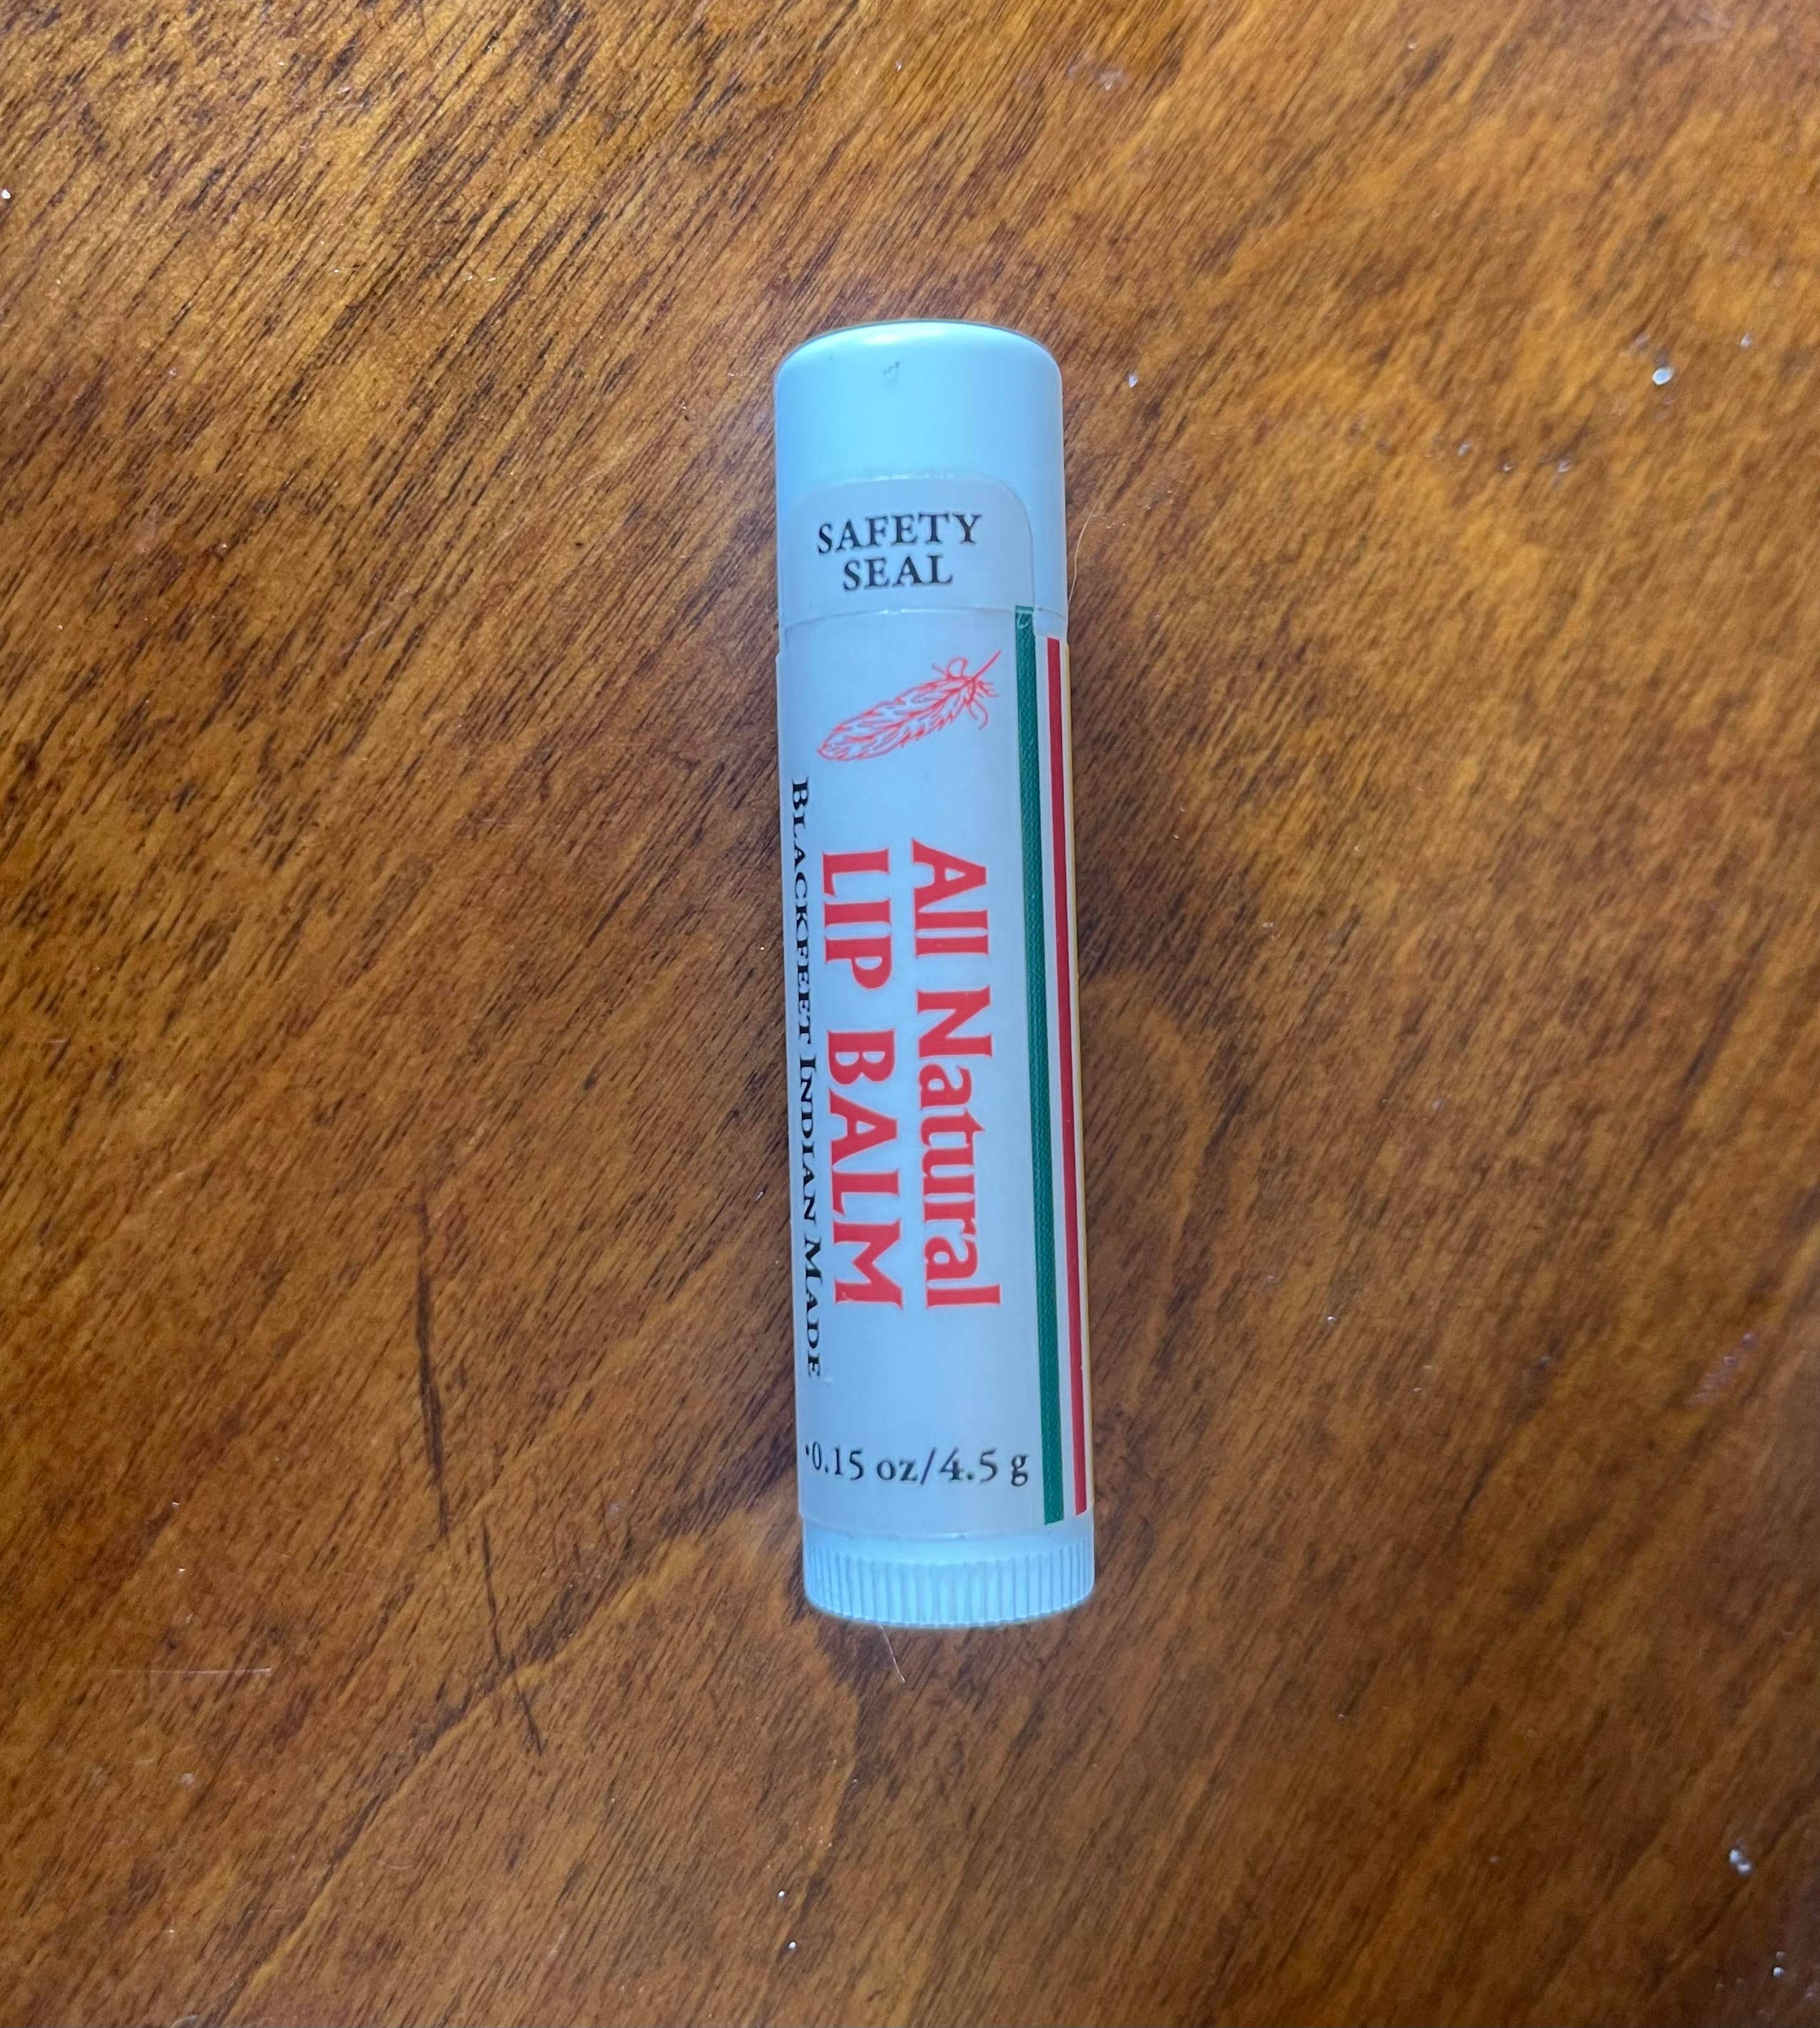 SAFETY
SEAL
All Natural
LIP BALM
BLACKFEET INDIAN MADE
•0.15 oz/4.5 g